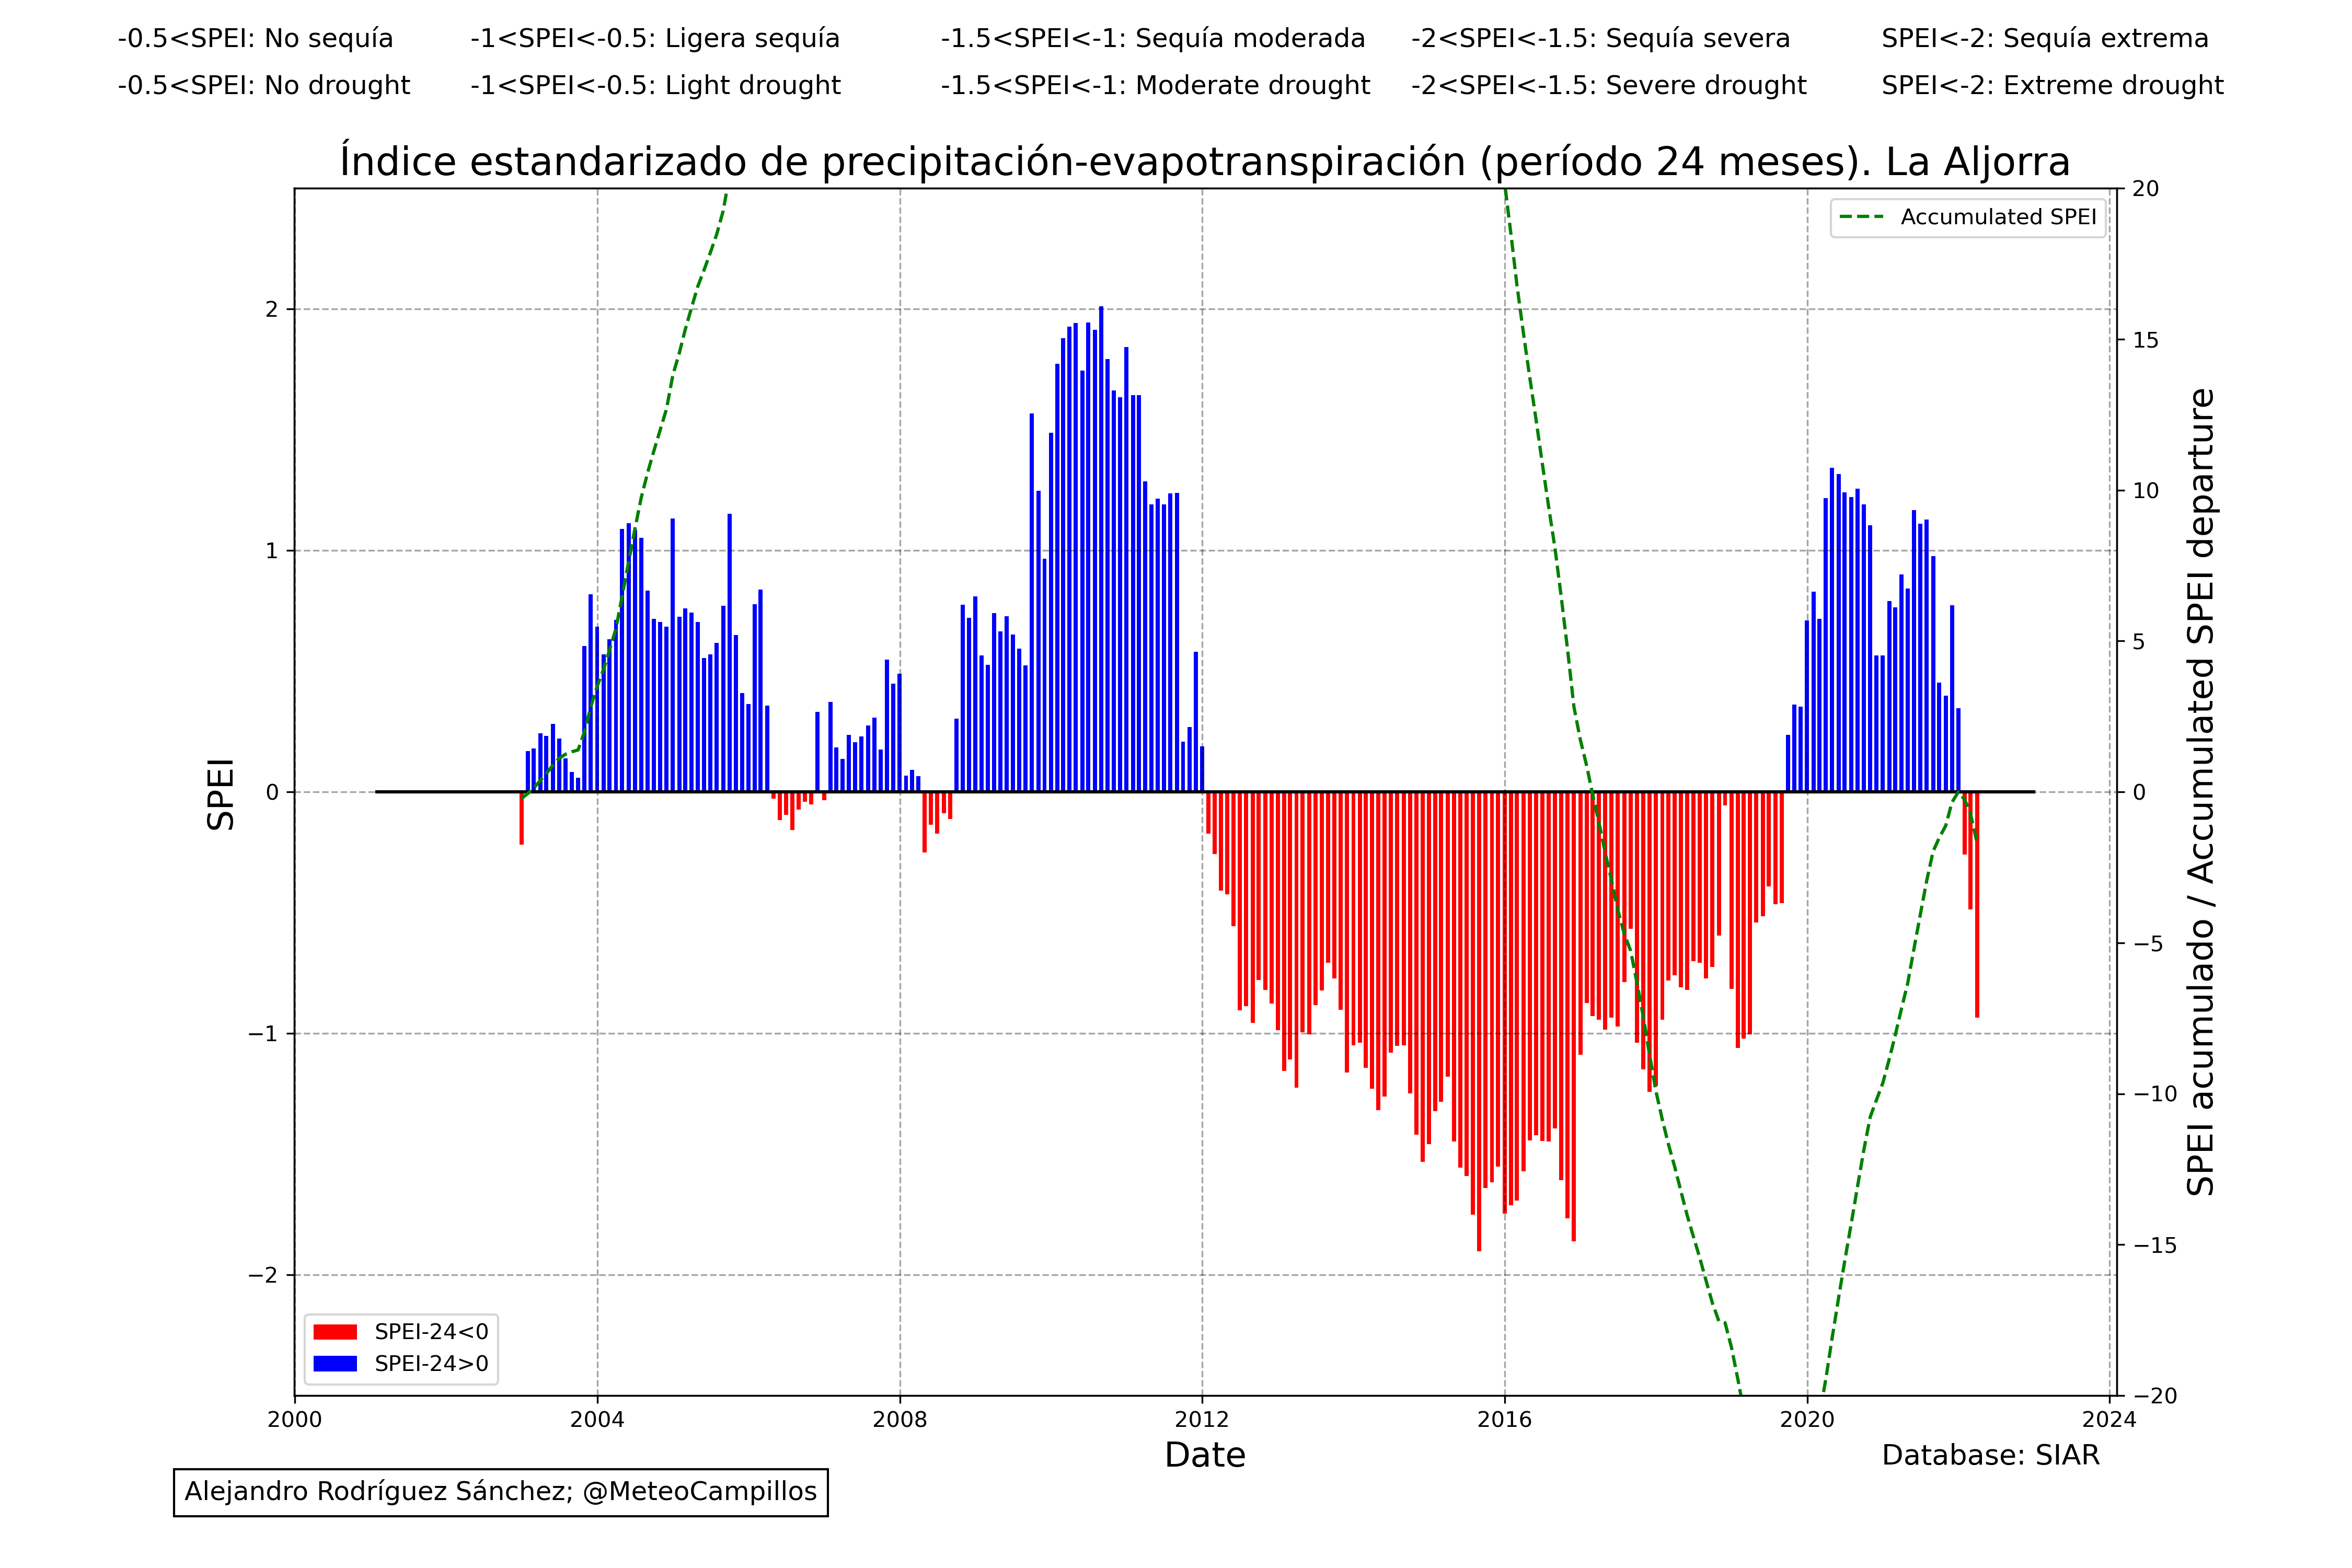 -0.5<SPEI: No sequía -1<SPEI<-0.5: Ligera sequía -1.5<SPEI<-1: Sequía moderada -2<SPEI<-1.5: Sequía severa SPEI<-2: Sequía extrema
-0.5<SPEI: No drought -1<SPEI<-0.5: Light drought -1.5<SPEI<-1: Moderate drought -2<SPEI<-1.5: Severe drought SPEI<-2: Extreme drought
Índice estandarizado de precipitación-evapotranspiración (período 24 meses). La Aljorra
Accumulated SPEI
SPEI
2
1
0
−1
−2
20
15
10
5
0
−5
−10
−15
−20
SPEI acumulado / Accumulated SPEI departure
SPEI-24<0
SPEI-24>0
2000 2004 2008 2012 2016 2020 2024
Date
Database: SIAR
Alejandro Rodríguez Sánchez; @MeteoCampillos